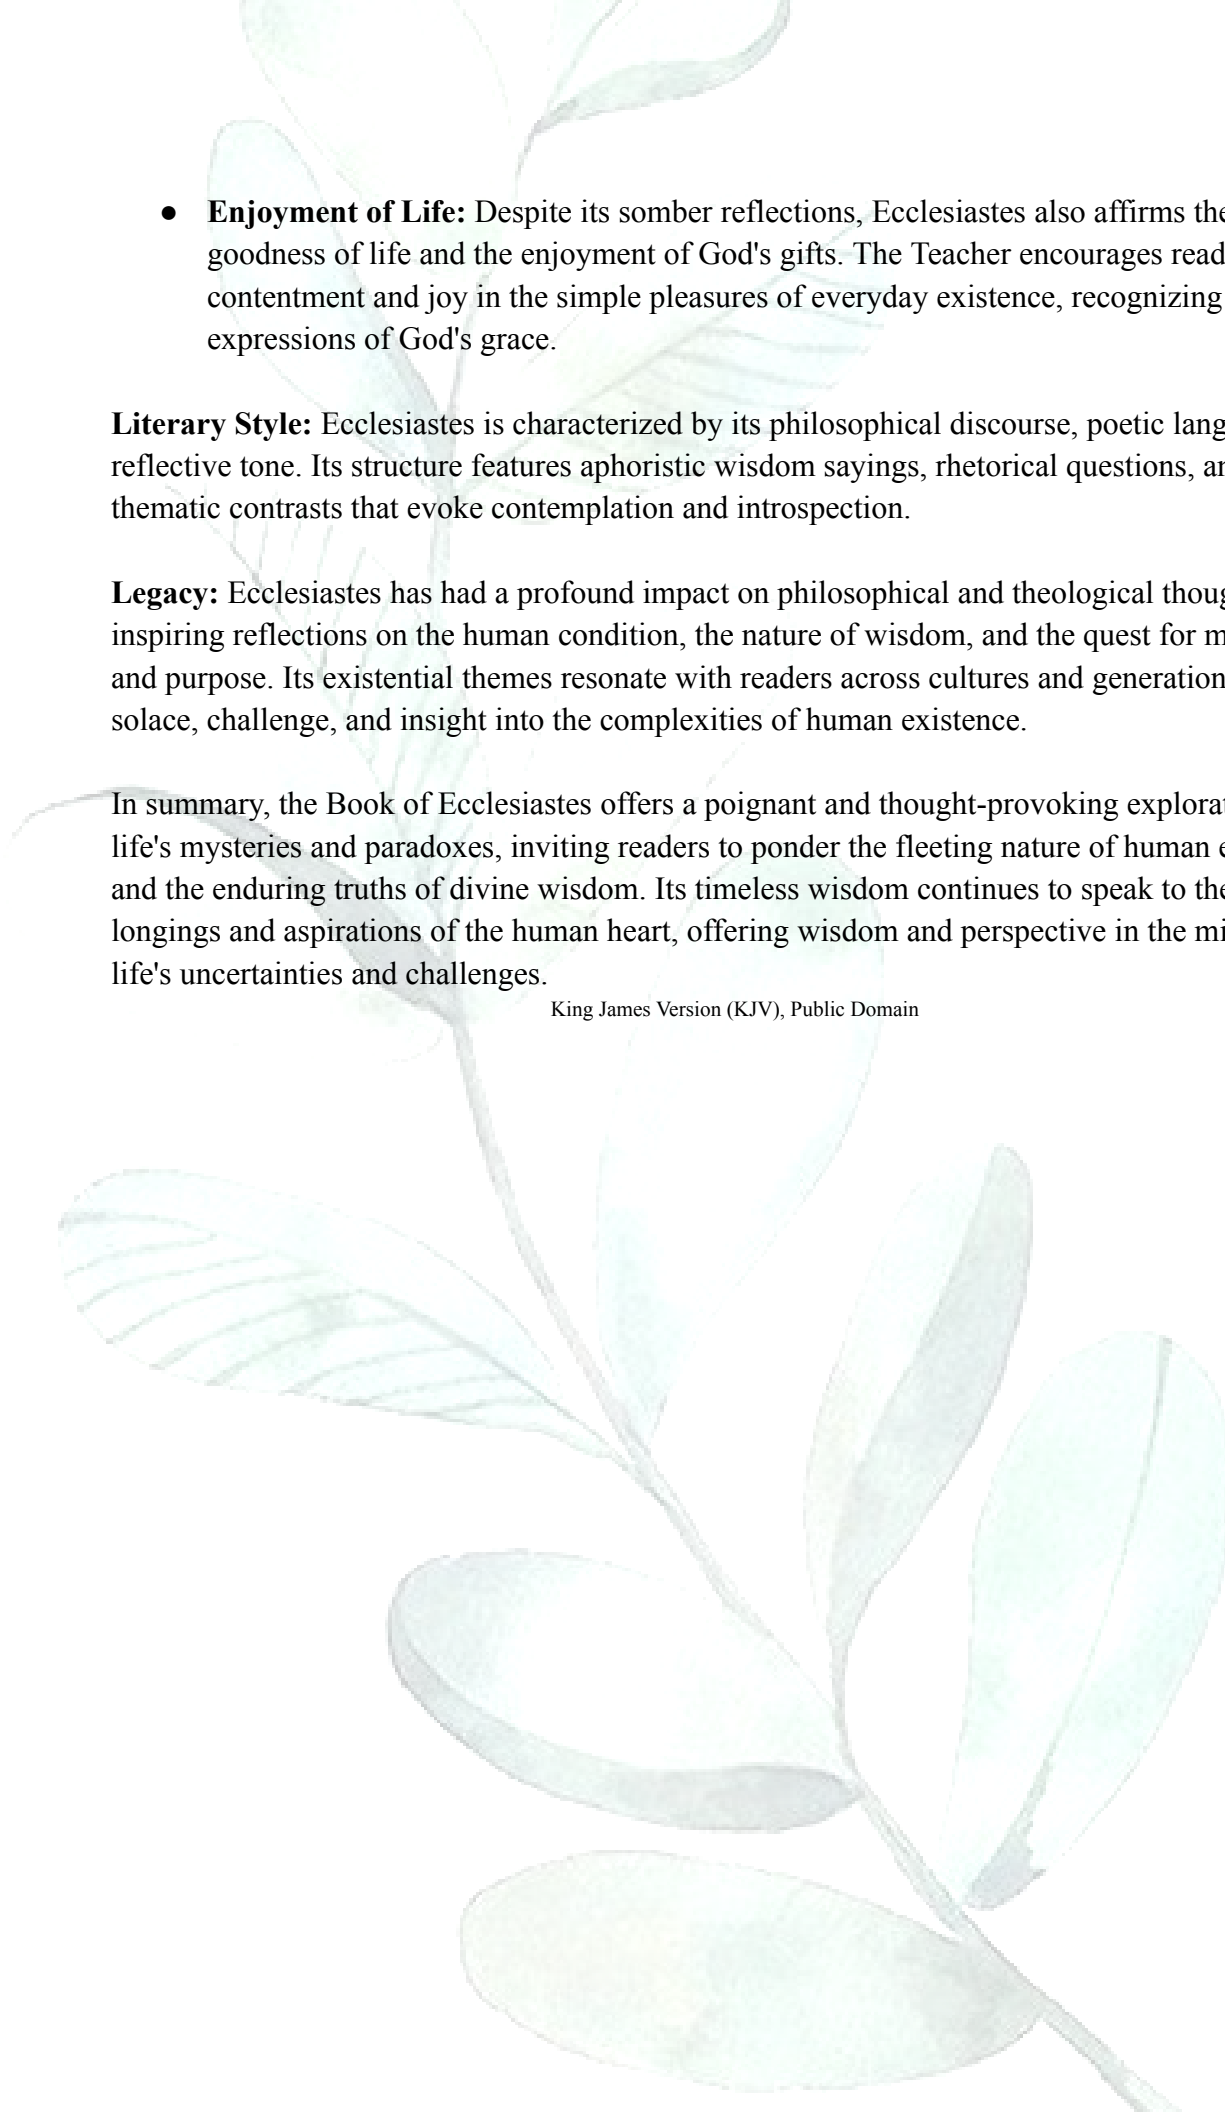 ● Enjoyment of Life: Despite its somber reflections, Ecclesiastes also affirms the
goodness of life and the enjoyment of God's gifts. The Teacher encourages read
contentment and joy in the simple pleasures of everyday existence, recognizing
expressions of God's grace.
Literary Style: Ecclesiastes is characterized by its philosophical discourse, poetic lang
reflective tone. Its structure features aphoristic wisdom sayings, rhetorical questions, an
thematic contrasts that evoke contemplation and introspection.
Legacy: Ecclesiastes has had a profound impact on philosophical and theological thoug
inspiring reflections on the human condition, the nature of wisdom, and the quest for m
and purpose. Its existential themes resonate with readers across cultures and generation
solace, challenge, and insight into the complexities of human existence.
In summary, the Book of Ecclesiastes offers a poignant and thought-provoking explorat
life's mysteries and paradoxes, inviting readers to ponder the fleeting nature of human e
and the enduring truths of divine wisdom. Its timeless wisdom continues to speak to the
longings and aspirations of the human heart, offering wisdom and perspective in the mi
life's uncertainties and challenges.
King James Version (KJV), Public Domain